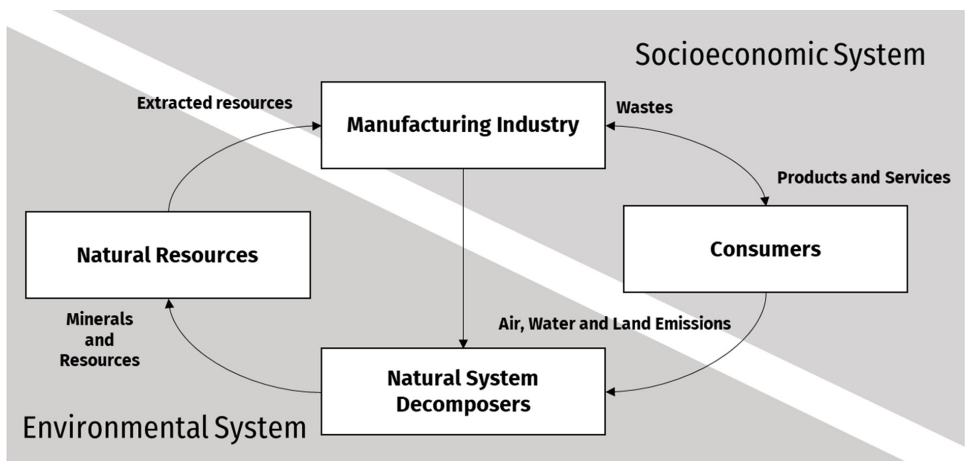 Socioeconomic System
Extracted resources
Manufacturing Industry
Wastes
Products and Services
Natural Resources
Consumers
Minerals
and
Resources
Air, Water and Land Emissions
Natural System
Decomposers
Environmental System